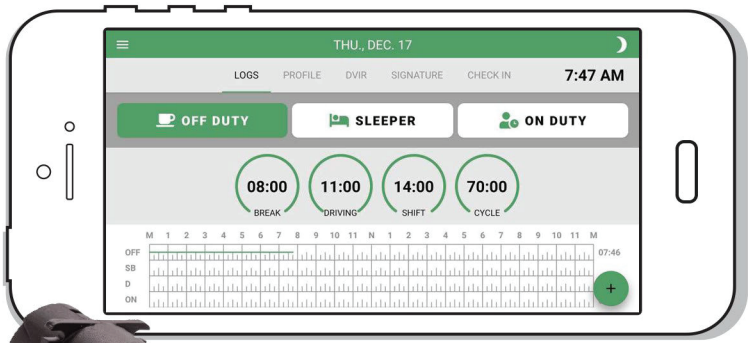 THU., DEC. 17
LOGS PROFILE DVIR SIGNATURE CHECK IN 7:47 AM
OFF DUTY SLEEPER ON DUTY
08:00 11:00 14:00 70:00
BREAK DRIVING SHIFT CYCLE
M 1 2 3 4 5 6 7 8 9 10 11 N 1 2 3 4 5 6 7 8 9 10 11 M
OFF 07:46
SB
D
ON +